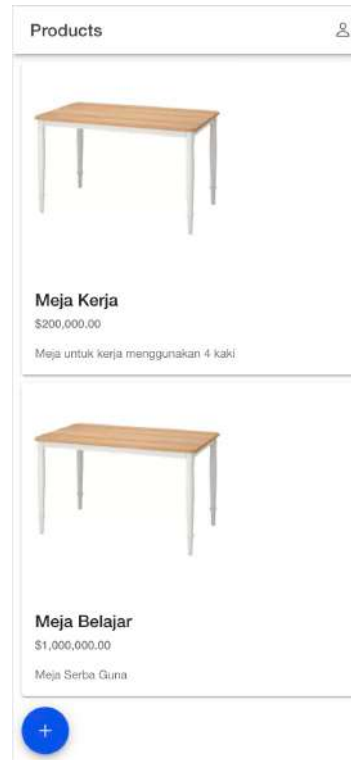 Products
Meja Kerja
$200,000.00
Meja untuk kerja menggunakan 4 kaki
Meja Belajar
$1,000,000.00
Meja Serba Guna
+